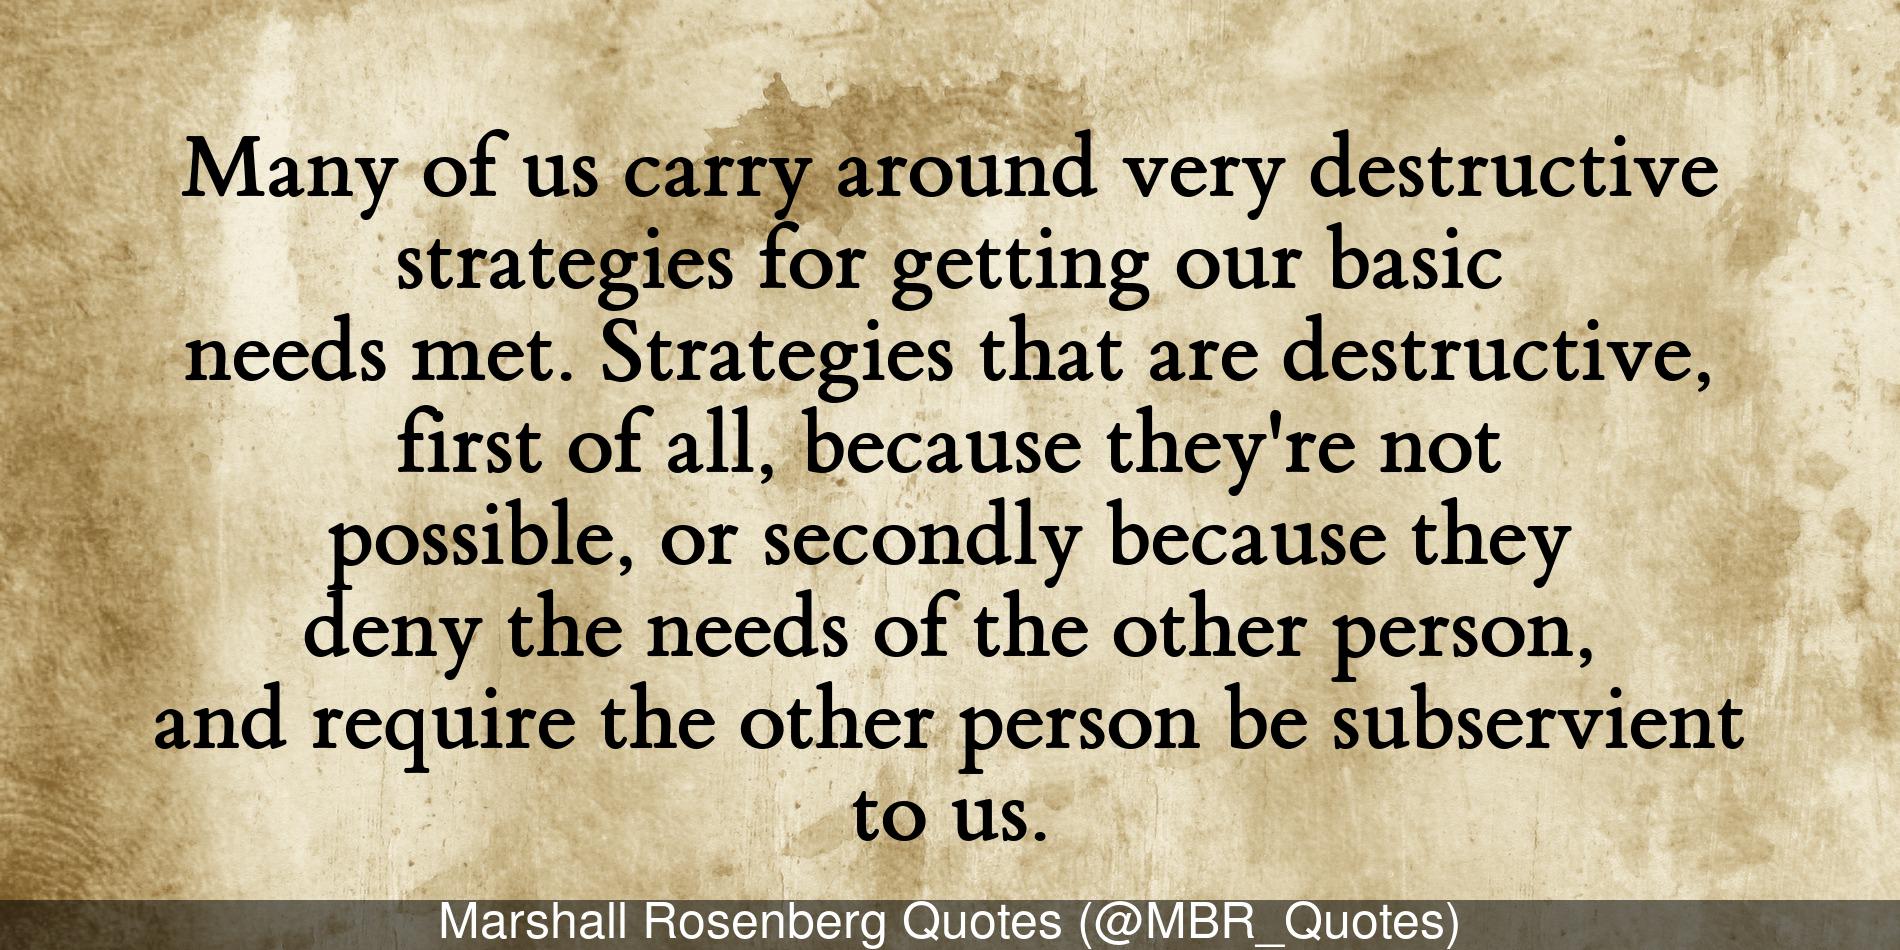 Many of us carry around very destructive
strategies for getting our basic
needs met. Strategies that are destructive,
first of all, because they're not
possible, or secondly because they
deny the needs of the other person,
and require the other person be subservient
to us.
Marshall Rosenberg Quotes (@MBR_Quotes)